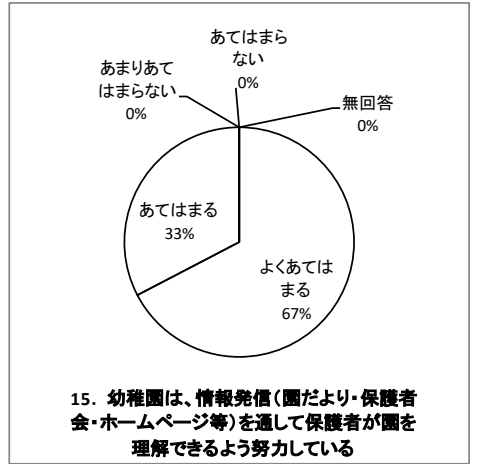 あてはまら
ない
0%
あまりあて
はまらない
0%
無回答
0%
あてはまる
33%
よくあては
まる
67%
15. 幼稚園は、情報発信(園だより・保護者
会・ホームページ等)を通して保護者が園を
理解できるよう努力している